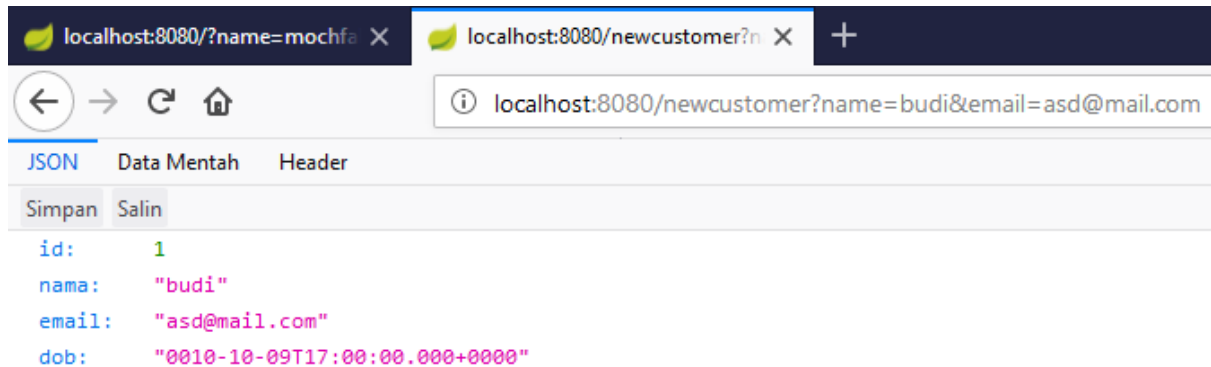 localhost:8080/?name=mochfa
localhost:8080/newcustomer?n
localhost:8080/newcustomer?name=budi&email=asd@mail.com
JSON Data Mentah Header
Simpan Salin
id: 1
nama: "budi"
email: "asd@mail.com"
dob: "0010-10-09T17:00:00.000+0000"